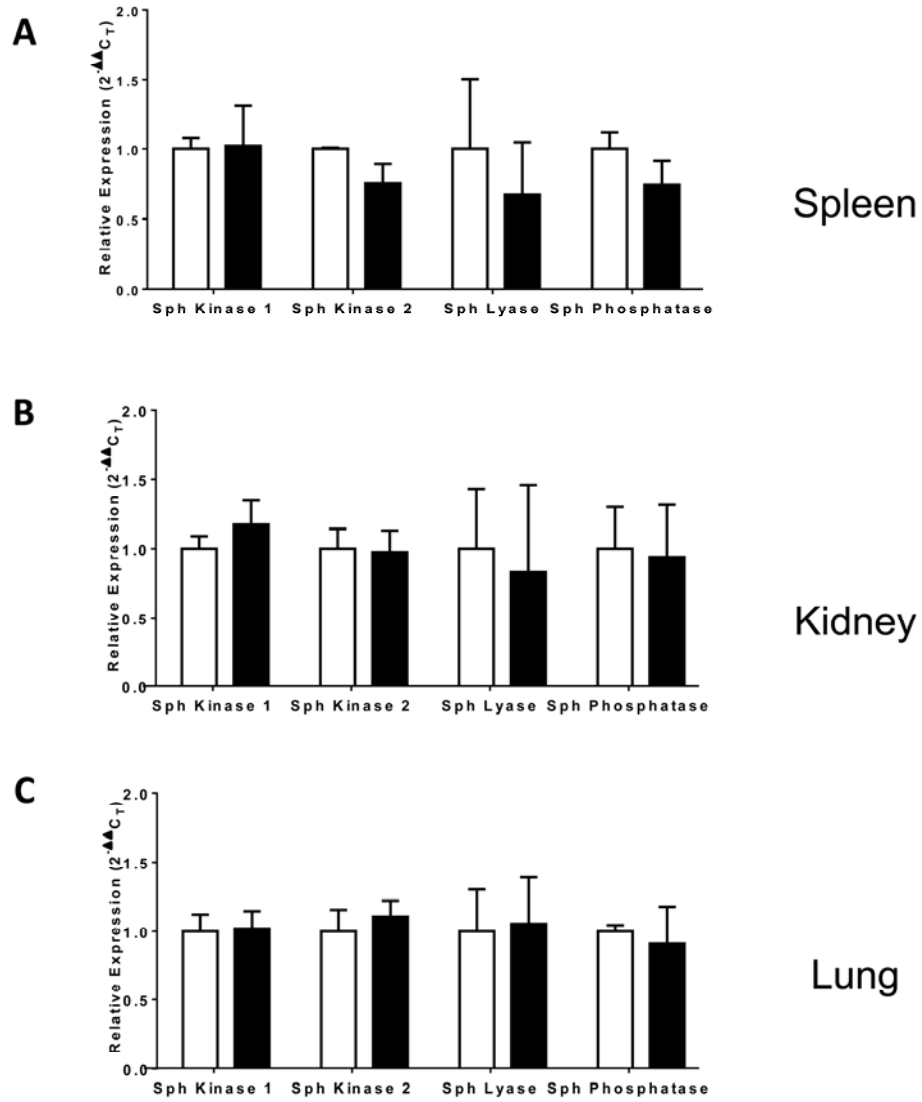 A
Relative Expression (2-▲▲CT)
2.0
1.5
1.0
0.5
0.0
Sph Kinase 1 Sph Kinase 2 Sph Lyase Sph Phosphatase
Spleen
B
Relative Expression (2-▲▲CT)
2.0
1.5
1.0
0.5
0.0
Sph Kinase 1 Sph Kinase 2 Sph Lyase Sph Phosphatase
Kidney
C
Relative Expression (2-▲▲CT)
2.0
1.5
1.0
0.5
0.0
Sph Kinase 1 Sph Kinase 2 Sph Lyase Sph Phosphatase
Lung